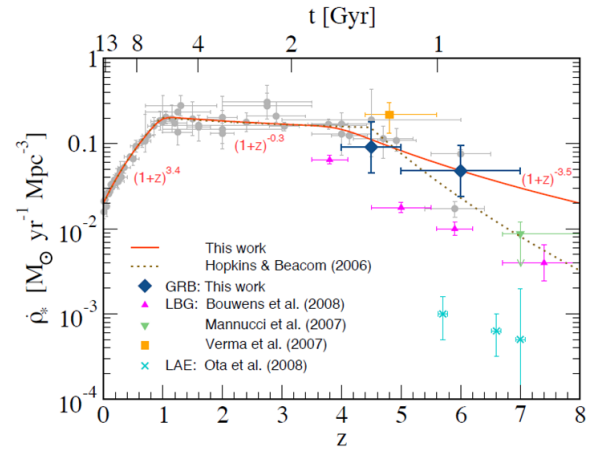 t [Gyr]
13 8 4 2 1
1
0.1
10-2
10-3
10-4
ρ̇* [M⊙ yr-1 Mpc-3]
(1+z)3.4
(1+z)-0.3
(1+z)-3.5
This work
Hopkins & Beacom (2006)
GRB: This work
LBG: Bouwens et al. (2008)
Mannucci et al. (2007)
Verma et al. (2007)
LAE: Ota et al. (2008)
0 1 2 3 4 5 6 7 8
z